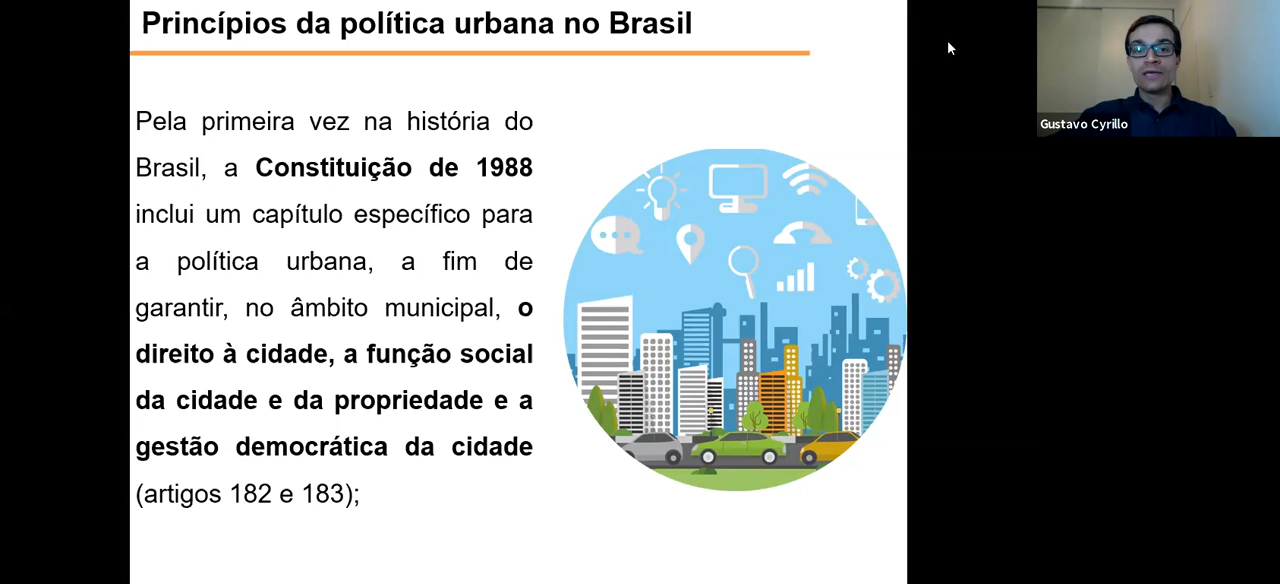 Princípios da política urbana no Brasil
Gustavo Cyrillo
Pela primeira vez na história do
Brasil, a Constituição de 1988
inclui um capítulo específico para
a política urbana, a fim de
garantir, no âmbito municipal, o
direito à cidade, a função social
da cidade e da propriedade e a
gestão democrática da cidade
(artigos 182 e 183);